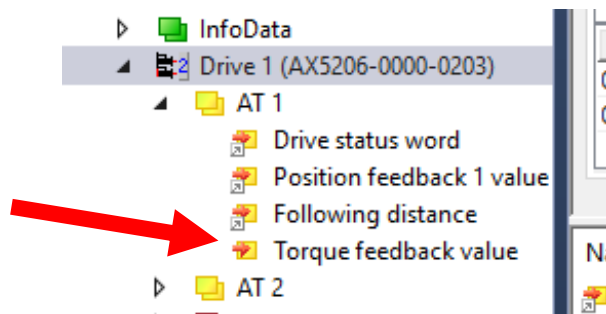 InfoData
2 Drive 1 (AX5206-0000-0203)
AT 1
Drive status word
Position feedback 1 value
Following distance
Torque feedback value
AT 2